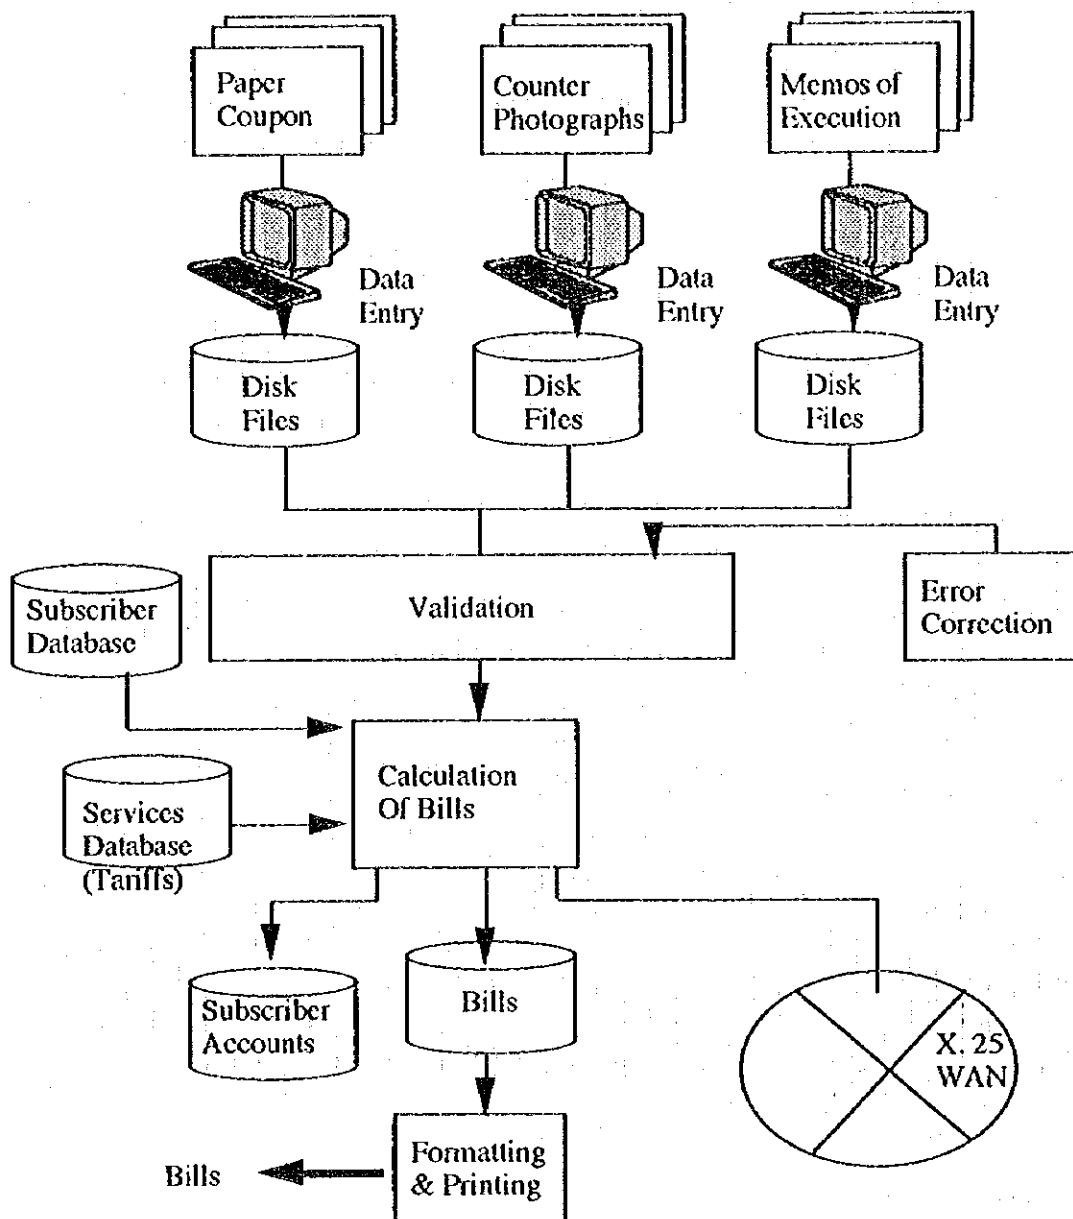 Paper
Coupon
Counter
Photographs
Memos of
Execution
Data
Entry
Data
Entry
Data
Entry
Disk
Files
Disk
Files
Disk
Files
Subscriber
Database
Validation
Error
Correction
Calculation
Of Bills
Services
Database
(Tariffs)
Subscriber
Accounts
Bills
X. 25
WAN
Formatting
& Printing
Bills